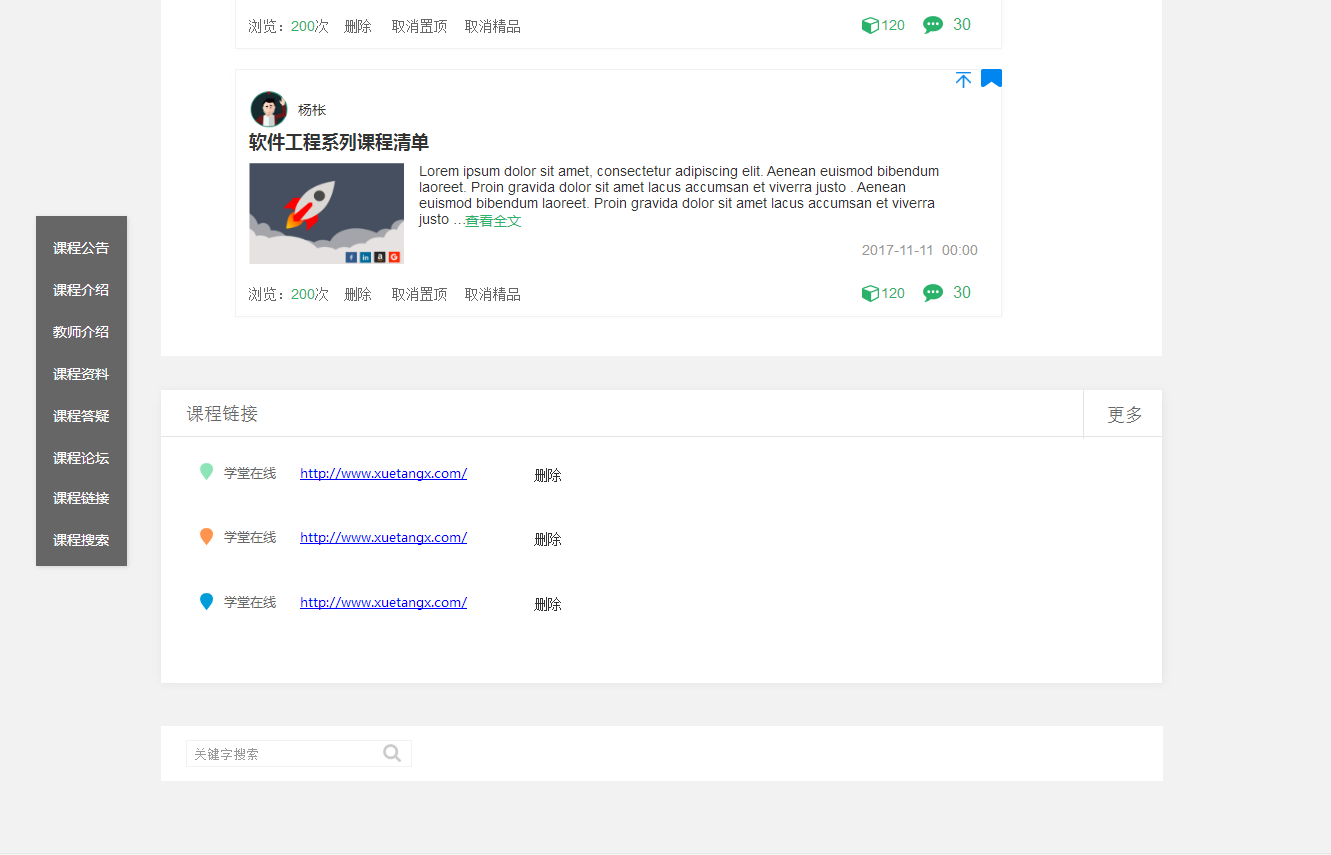 浏览：200次 删除 取消置顶 取消精品 120 30
杨枨
软件工程系列课程清单
Lorem ipsum dolor sit amet, consectetur adipiscing elit. Aenean euismod bibendum
laoreet. Proin gravida dolor sit amet lacus accumsan et viverra justo . Aenean
euismod bibendum laoreet. Proin gravida dolor sit amet lacus accumsan et viverra
justo ...查看全文
2017-11-11 00:00
浏览：200次 删除 取消置顶 取消精品 120 30
课程公告
课程介绍
教师介绍
课程资料
课程答疑
课程论坛
课程链接
课程搜索
课程链接 更多
学堂在线 http://www.xuetangx.com/ 删除
学堂在线 http://www.xuetangx.com/ 删除
学堂在线 http://www.xuetangx.com/ 删除
关键字搜索